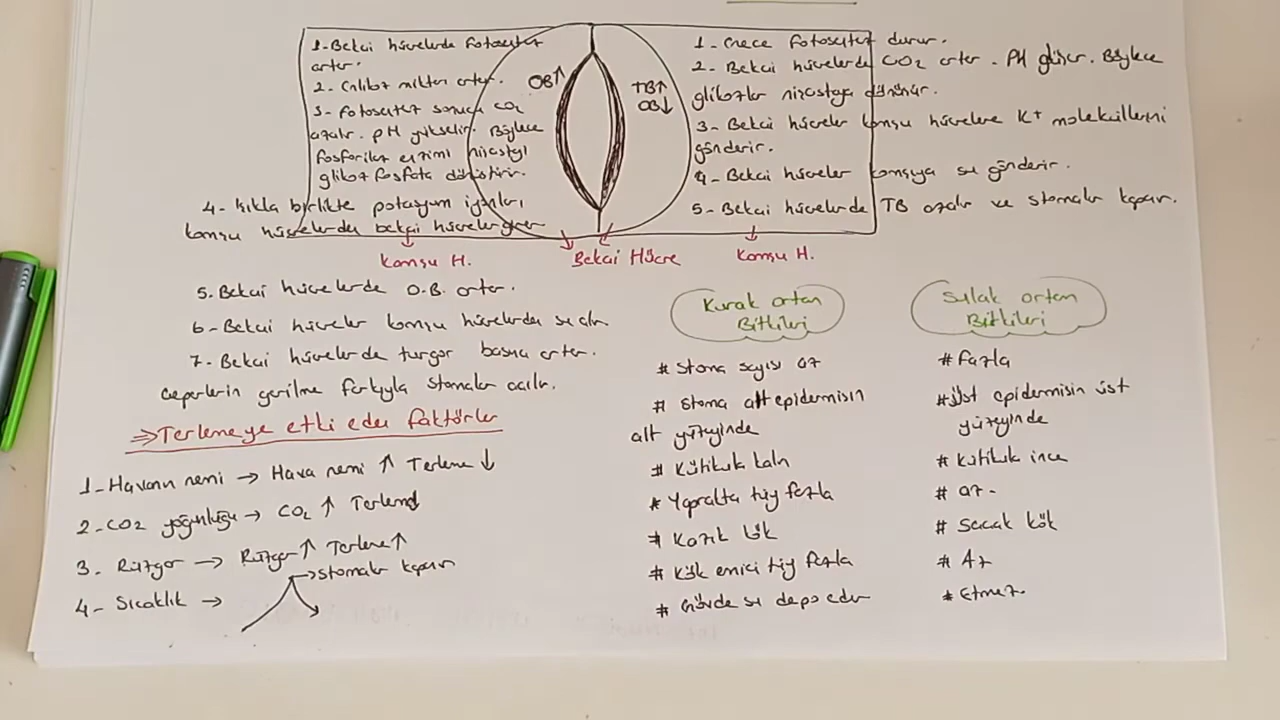 1- Bekçi hücrelerde fotosentez
artar.
2- Glikoz miktarı artar.
3- Fotosentez sonucu CO2
azalır. pH yükselir. Böylece
fosforilaz enzimi nişastayı
glikoz fosfata dönüştürür.
4- Işıkla birlikte potasyum iyonları
komşu hücrelerden bekçi hücrelere girer
OB↑
TB↑
OB↓
1- Gece fotosentez durur.
2- Bekçi hücrelerde CO2 artar. PH düşer. Böylece
glikozlar nişastaya dönüşür.
3- Bekçi hücreler komşu hücrelere K+ moleküllerini
gönderir.
4- Bekçi hücreler komşuya su gönderir.
5- Bekçi hücrelerde TB azalır ve stomalar kapanır.
Komşu H.
Bekçi Hücre
Komşu H.
5. Bekçi hücrelerde O.B. artar.
6- Bekçi hücreler komşu hücrelerden su alır
7- Bekçi hücrelerde turgor basıncı artar.
Çeperlerin gerilme farkıyla stomalar açılır.
⇒ Terlemeye etki eden faktörler
1- Havanın nemi → Hava nemi ↑ Terleme ↓
2- CO2 yoğunluğu → CO2 ↑ Terleme↓
3. Rüzgar → Rüzgar↑ Terleme↑
4- Sıcaklık →
→stomalar kapanır
Kurak ortam
Bitkileri
# Stoma sayısı az
# Stoma alt epidermisin
alt yüzeyinde
# Kütikula kalın
* Yaprakta tüy fazla
# Kazık kök
# Kök emici tüy fazla
# Gövde su depo eder
Sulak ortam
Bitkileri
# Fazla
# Üst epidermisin üst
yüzeyinde
# Kütikula ince
# az-
# Saçak kök
# Az
* Etmez.